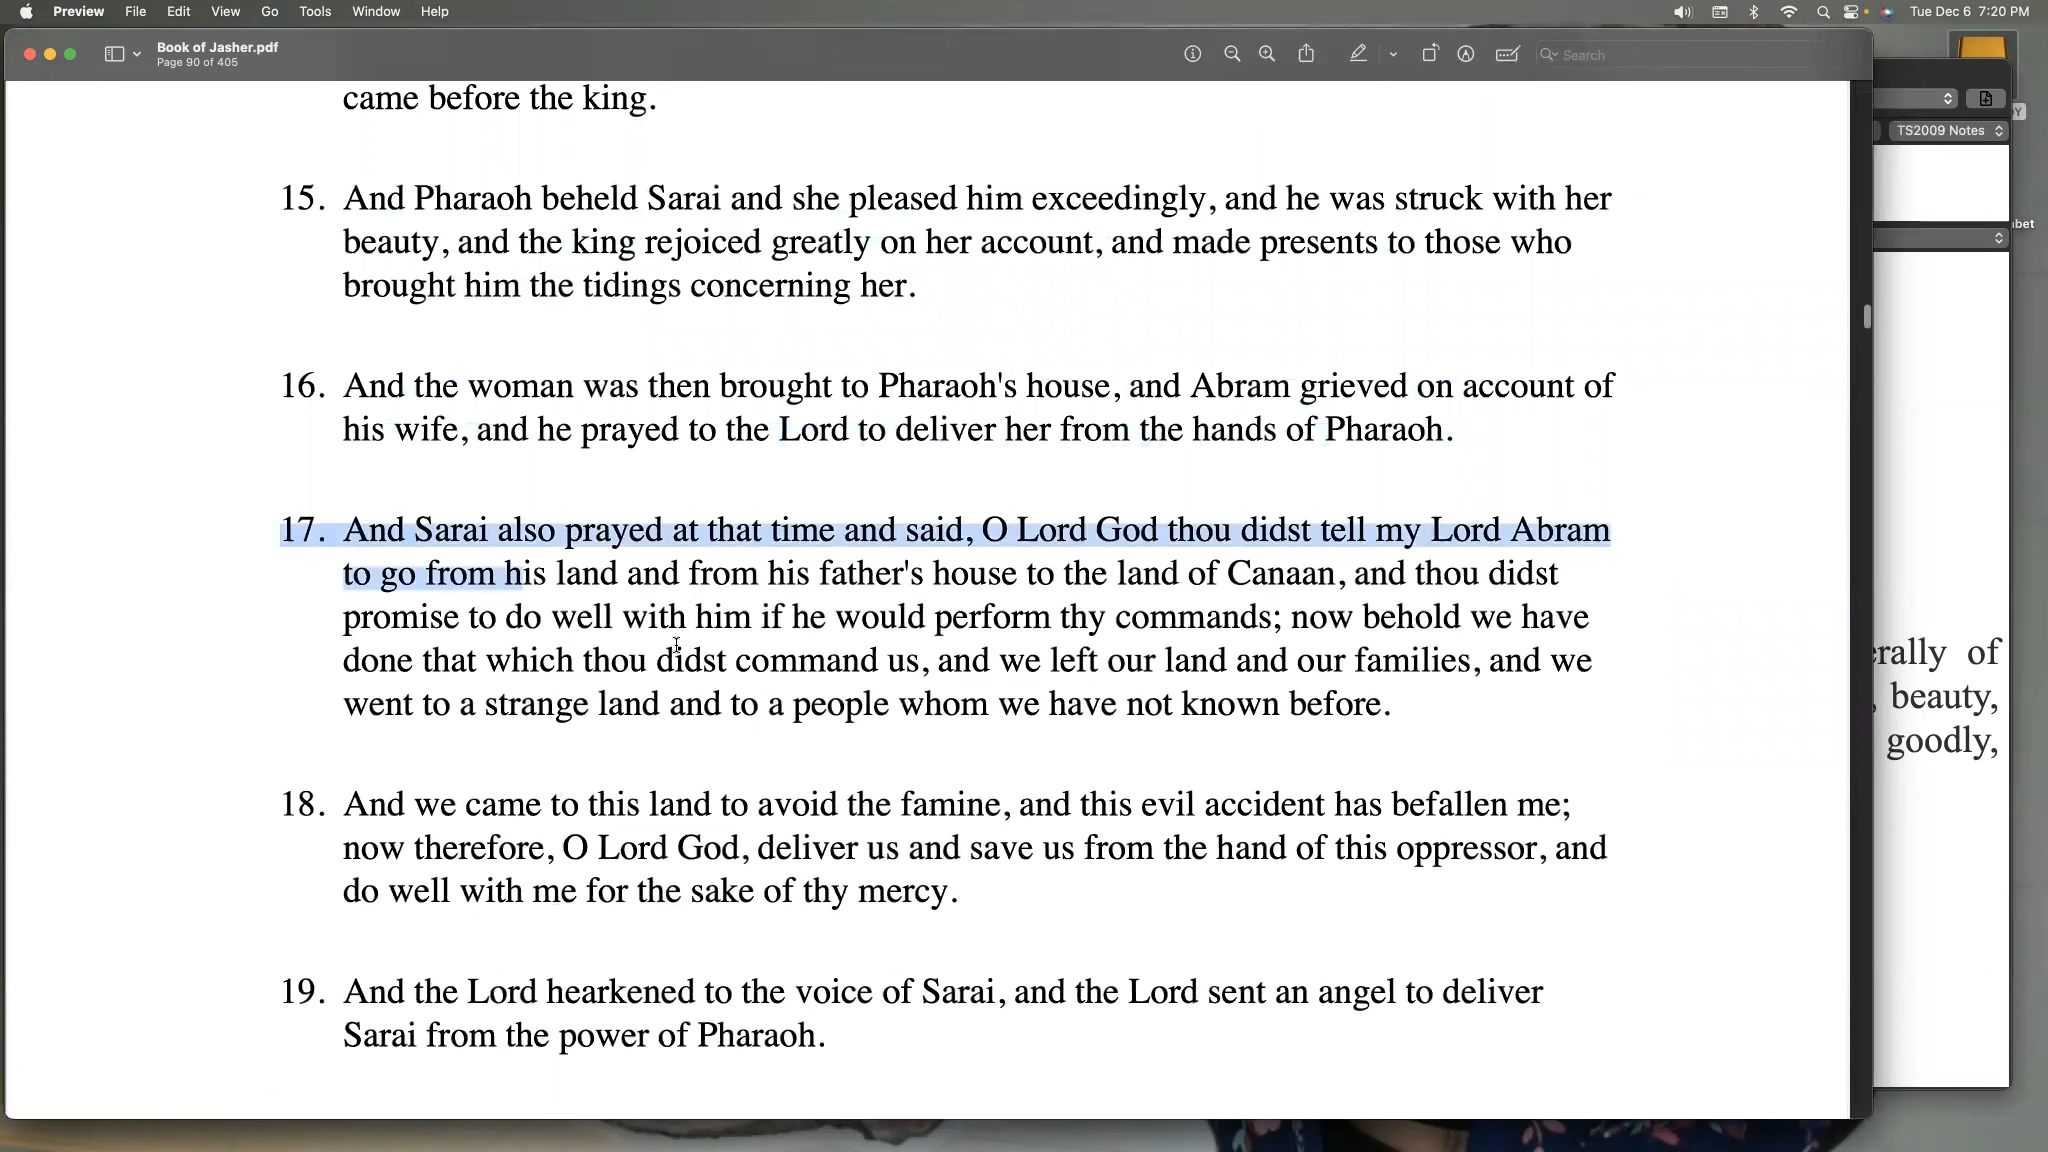 Preview File Edit View Go Tools Window Help Tue Dec 6 7:20 PM
Book of Jasher.pdf
Page 90 of 405
Search
TS2009 Notes
came before the king.
15. And Pharaoh beheld Sarai and she pleased him exceedingly, and he was struck with her
beauty, and the king rejoiced greatly on her account, and made presents to those who
brought him the tidings concerning her.
16. And the woman was then brought to Pharaoh's house, and Abram grieved on account of
his wife, and he prayed to the Lord to deliver her from the hands of Pharaoh.
17. And Sarai also prayed at that time and said, O Lord God thou didst tell my Lord Abram
to go from his land and from his father's house to the land of Canaan, and thou didst
promise to do well with him if he would perform thy commands; now behold we have
done that which thou didst command us, and we left our land and our families, and we
went to a strange land and to a people whom we have not known before.
18. And we came to this land to avoid the famine, and this evil accident has befallen me;
now therefore, O Lord God, deliver us and save us from the hand of this oppressor, and
do well with me for the sake of thy mercy.
19. And the Lord hearkened to the voice of Sarai, and the Lord sent an angel to deliver
Sarai from the power of Pharaoh.
of
beauty,
goodly,